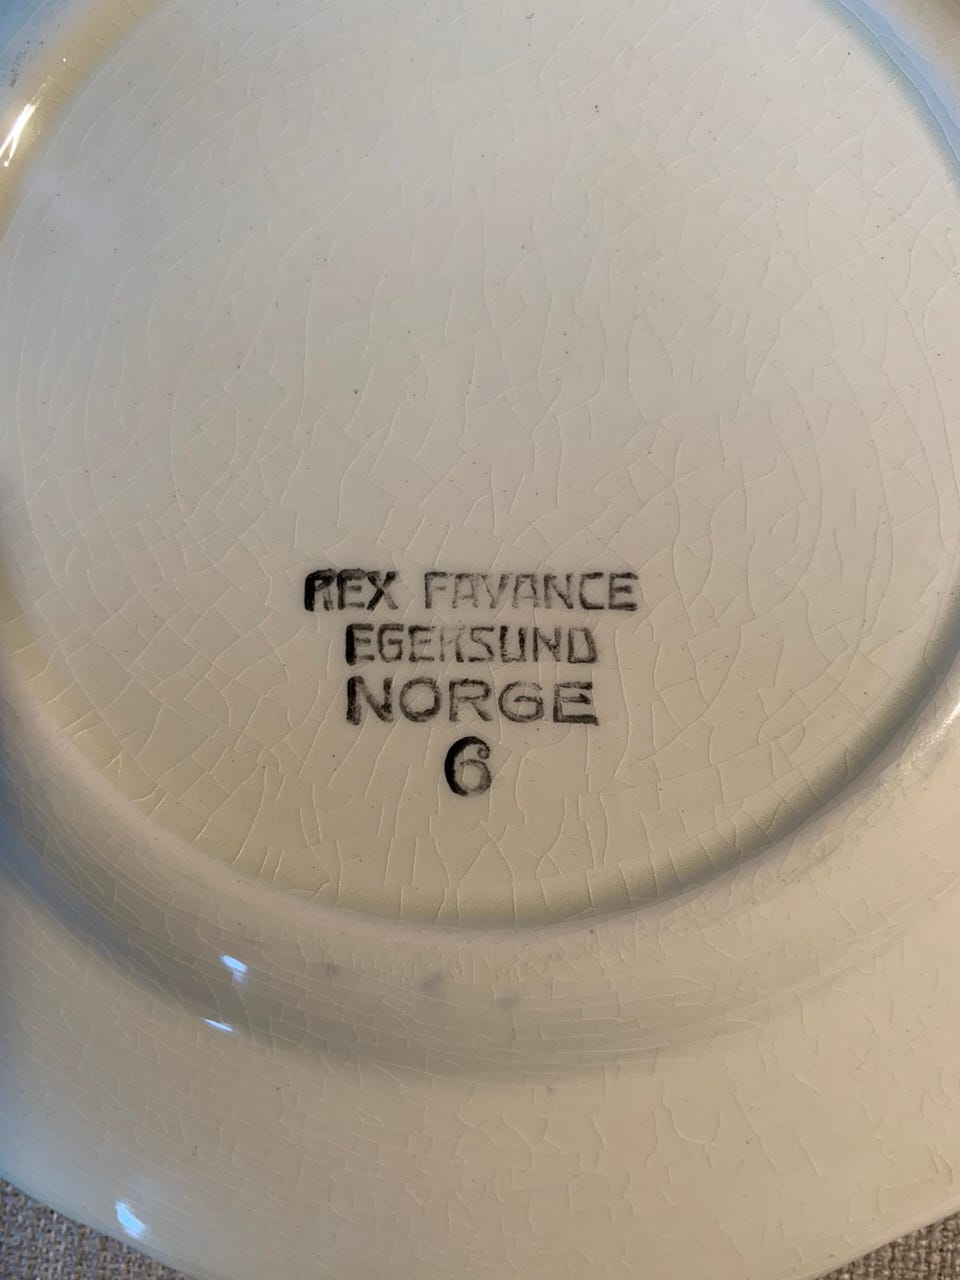 REX FAYANCE
EGERSUND
NORGE
6